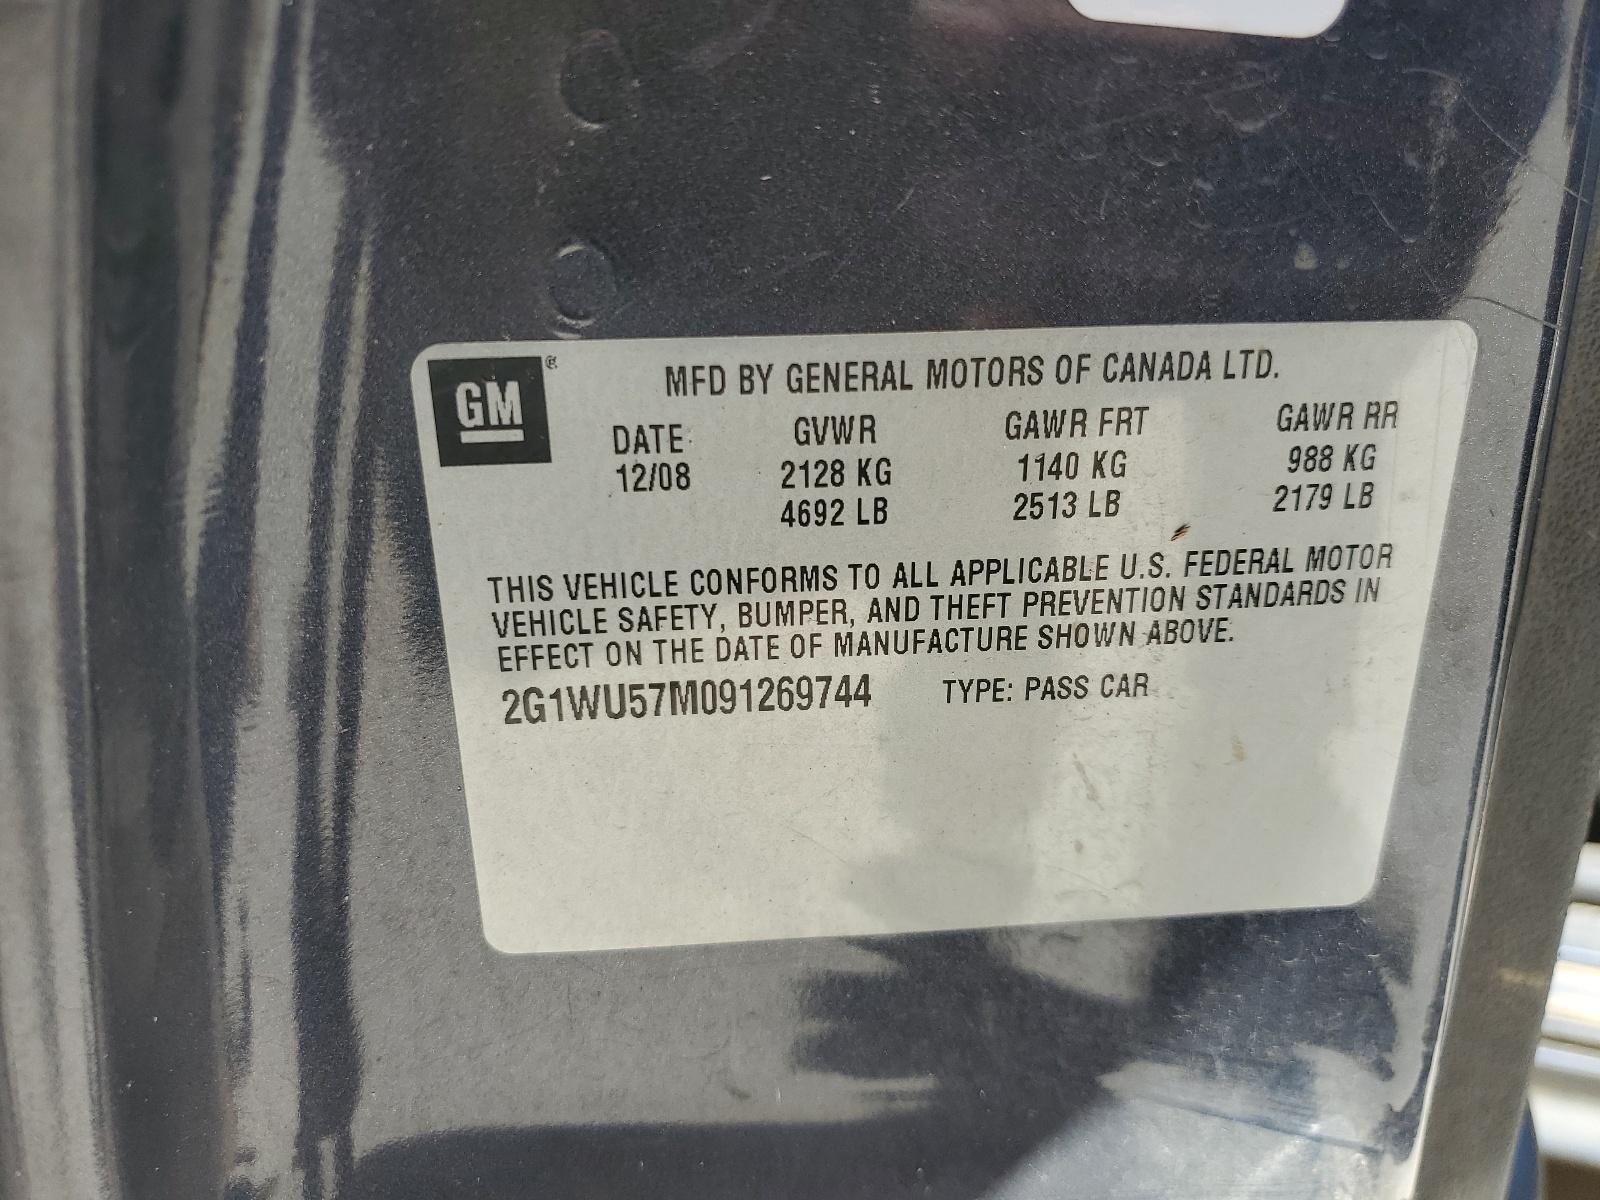 GM ®
MFD BY GENERAL MOTORS OF CANADA LTD.
DATE GVWR GAWR FRT GAWR RR
12/08 2128 KG 1140 KG 988 KG
4692 LB 2513 LB 2179 LB
THIS VEHICLE CONFORMS TO ALL APPLICABLE U.S. FEDERAL MOTOR
VEHICLE SAFETY, BUMPER, AND THEFT PREVENTION STANDARDS IN
EFFECT ON THE DATE OF MANUFACTURE SHOWN ABOVE.
2G1WU57M091269744 TYPE: PASS CAR